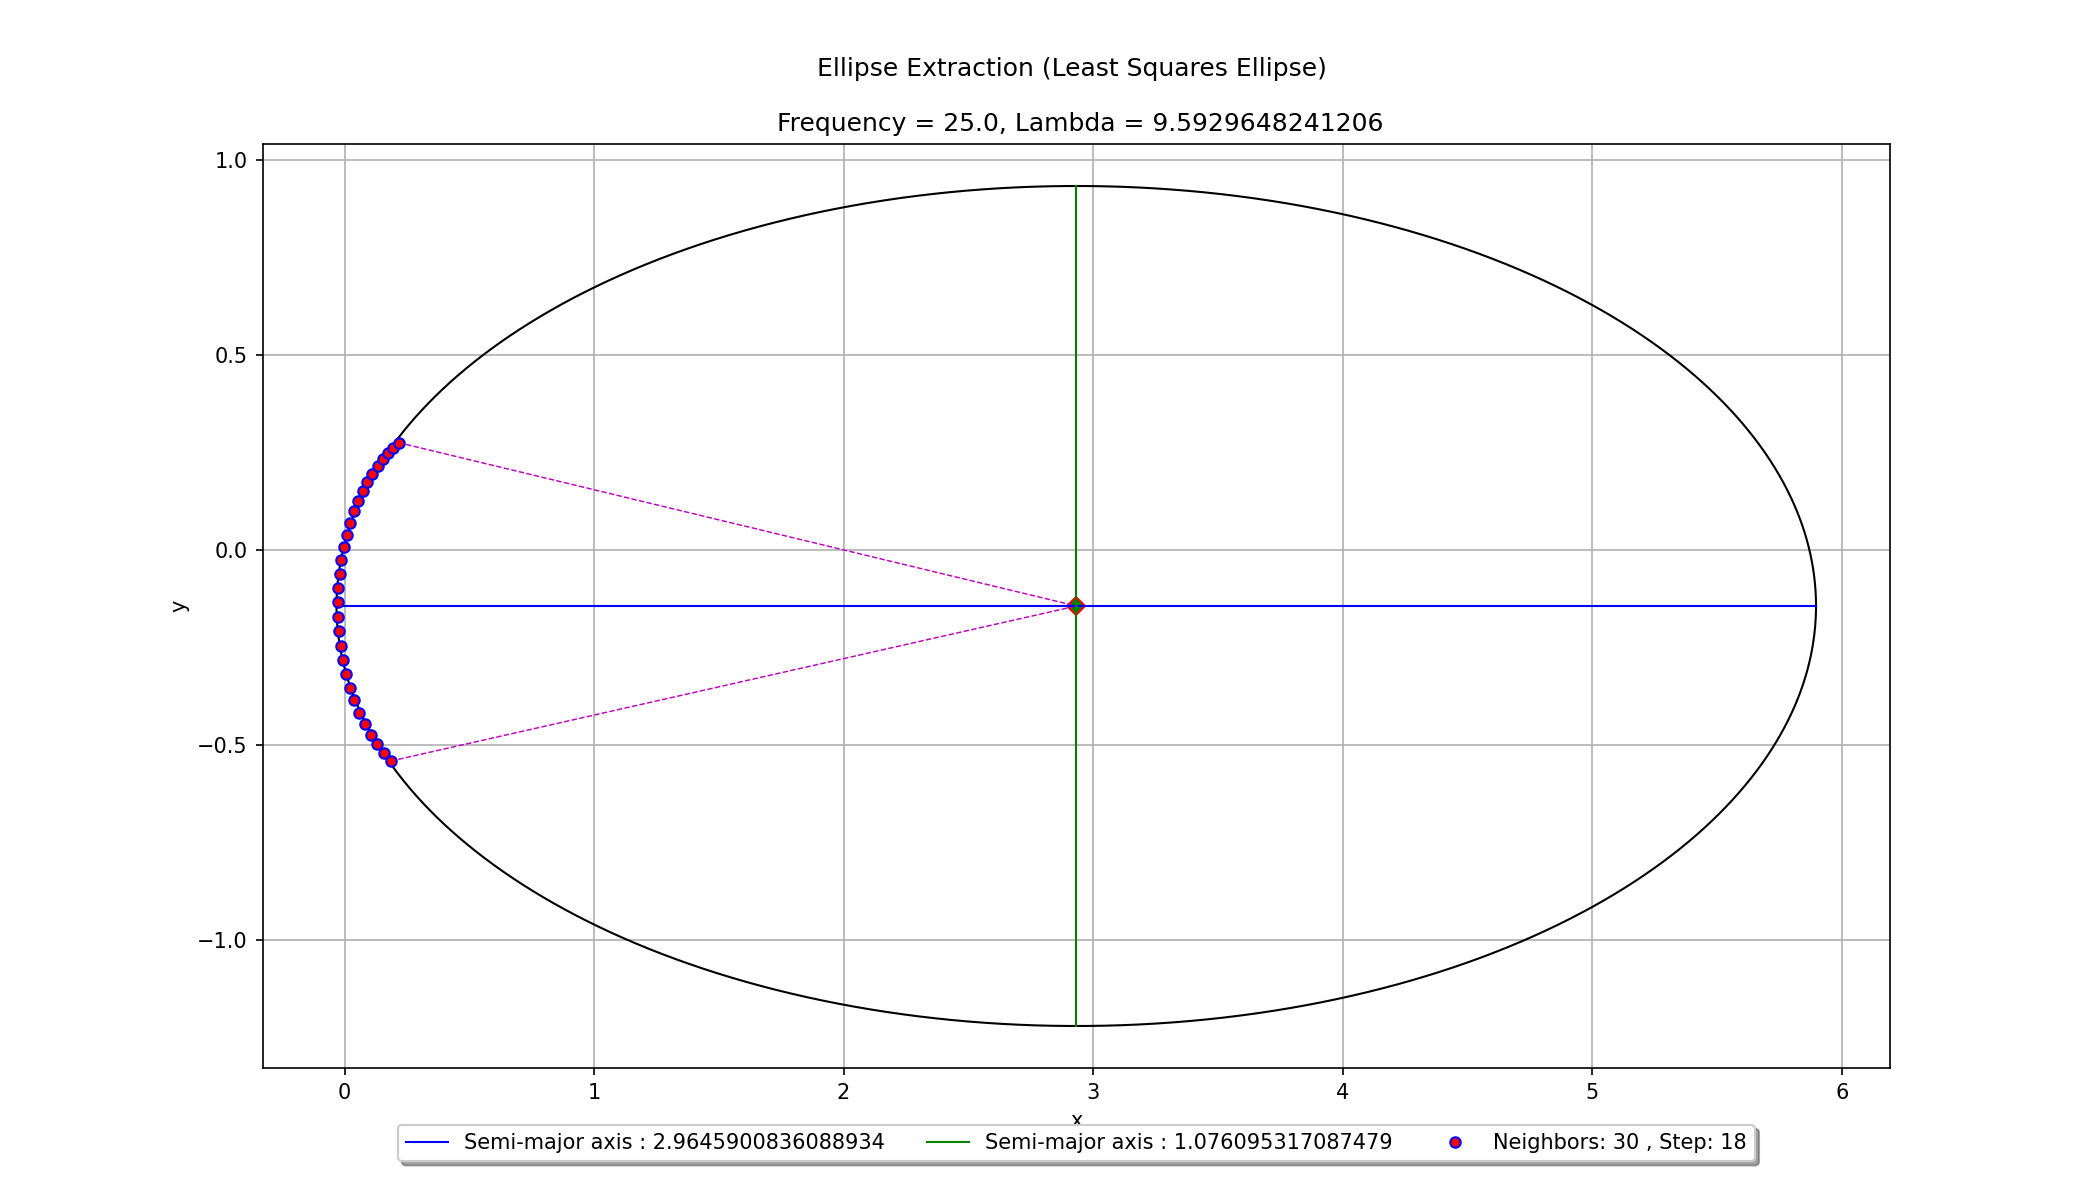 Ellipse Extraction (Least Squares Ellipse)
Frequency = 25.0, Lambda = 9.5929648241206
1.0
0.5
0.0
−0.5
−1.0
y
0 1 2 3 4 5 6
x
Semi-major axis : 2.9645900836088934 Semi-major axis : 1.076095317087479 Neighbors: 30 , Step: 18